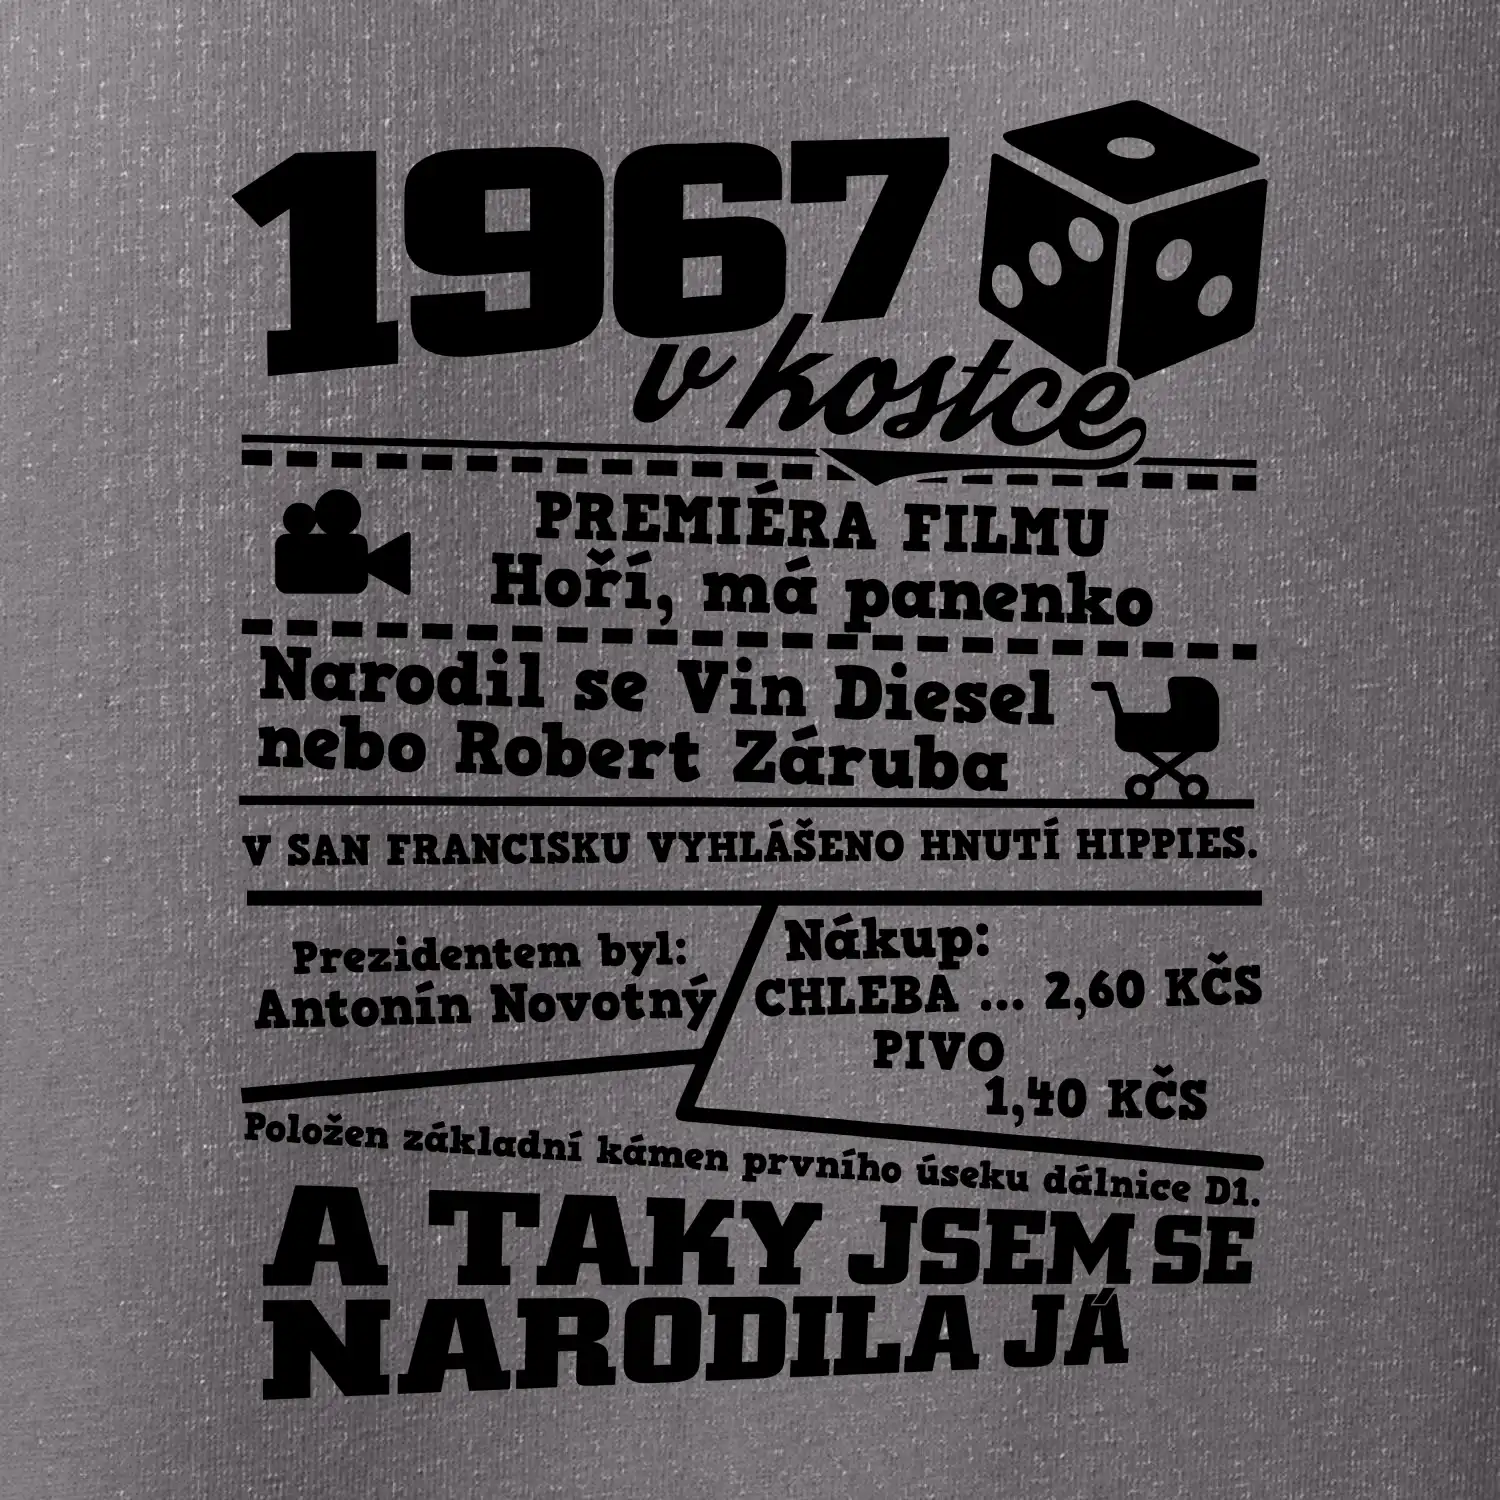 1967
v kostce
PREMIÉRA FILMU
Hoří, má panenko
Narodil se Vin Diesel
nebo Robert Záruba
V SAN FRANCISKU VYHLÁŠENO HNUTÍ HIPPIES.
Prezidentem byl:
Antonín Novotný
Nákup:
CHLEBA ... 2,60 KČS
PIVO
1,40 KČS
Položen základní kámen prvního úseku dálnice D1.
A TAKY JSEM SE
NARODILA JÁ